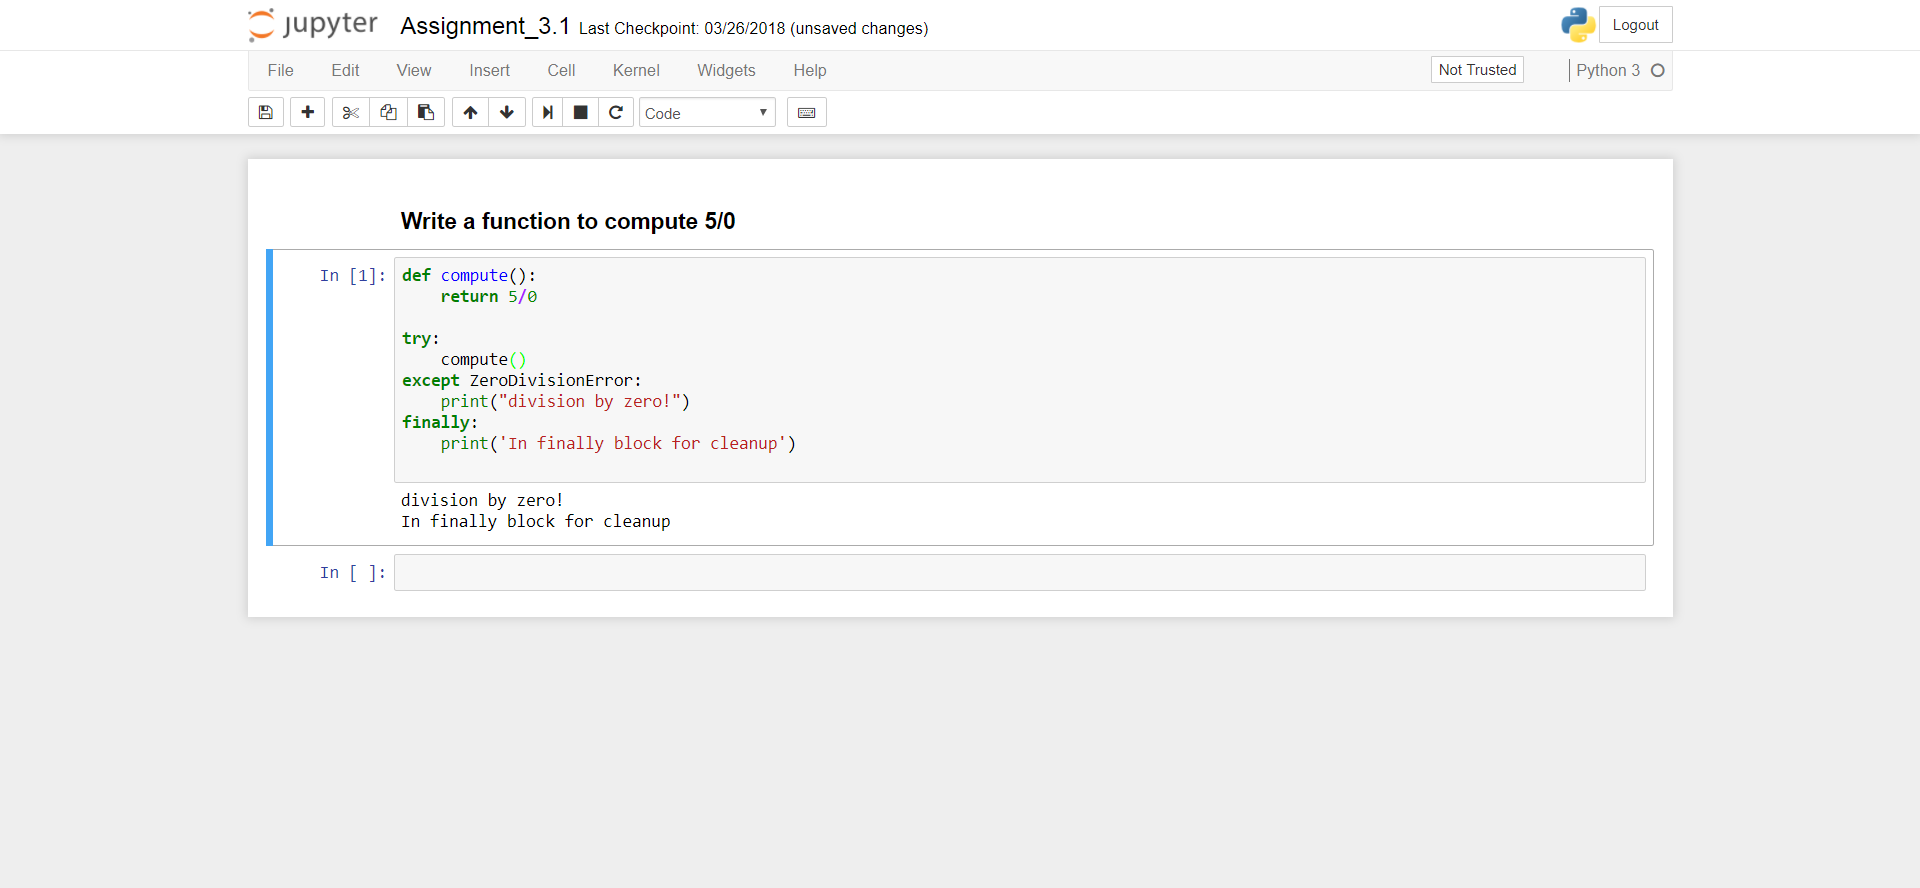 jupyter Assignment_3.1 Last Checkpoint: 03/26/2018 (unsaved changes) Logout
File Edit View Insert Cell Kernel Widgets Help Not Trusted Python 3
Code
Write a function to compute 5/0
In [1]: def compute():
    return 5/0

try:
    compute()
except ZeroDivisionError:
    print("division by zero!")
finally:
    print('In finally block for cleanup')
division by zero!
In finally block for cleanup
In [ ]: